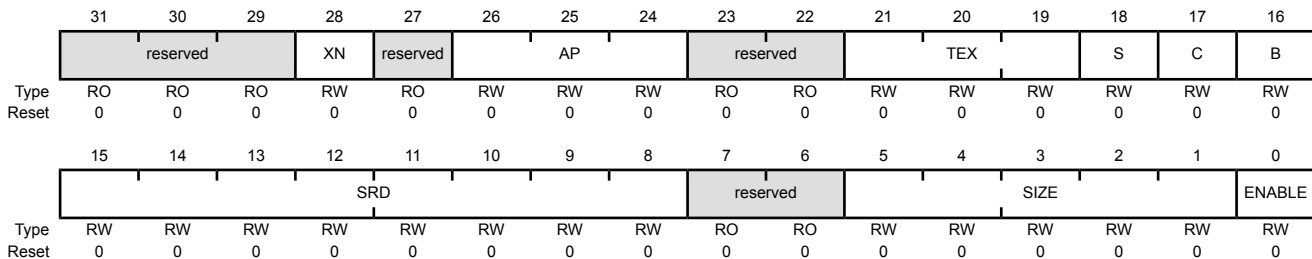 31 30 29 28 27 26 25 24 23 22 21 20 19 18 17 16
reserved XN reserved AP reserved TEX S C B
Type RO RO RO RW RO RW RW RW RO RO RW RW RW RW RW RW
Reset 0 0 0 0 0 0 0 0 0 0 0 0 0 0 0 0
15 14 13 12 11 10 9 8 7 6 5 4 3 2 1 0
SRD reserved SIZE ENABLE
Type RW RW RW RW RW RW RW RW RO RO RW RW RW RW RW RW
Reset 0 0 0 0 0 0 0 0 0 0 0 0 0 0 0 0